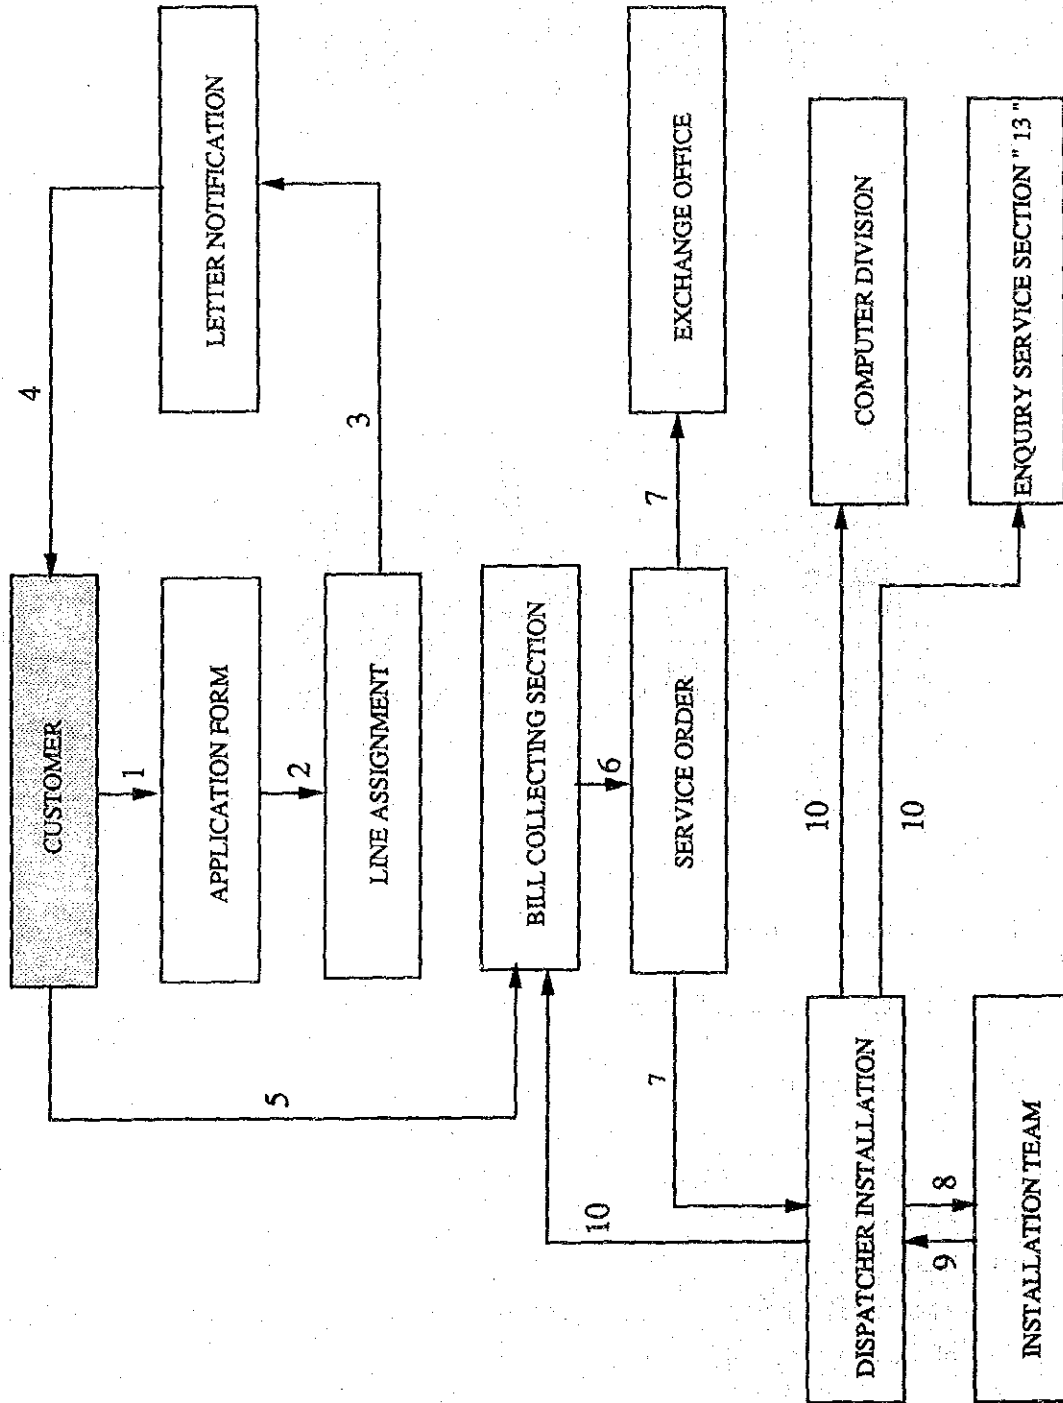 CUSTOMER
1
APPLICATION FORM
2
LINE ASSIGNMENT
3
LETTER NOTIFICATION
4
5
BILL COLLECTING SECTION
6
SERVICE ORDER
7
EXCHANGE OFFICE
7
10
DISPATCHER INSTALLATION
8
9
INSTALLATION TEAM
10
COMPUTER DIVISION
10
ENQUIRY SERVICE SECTION " 13 "